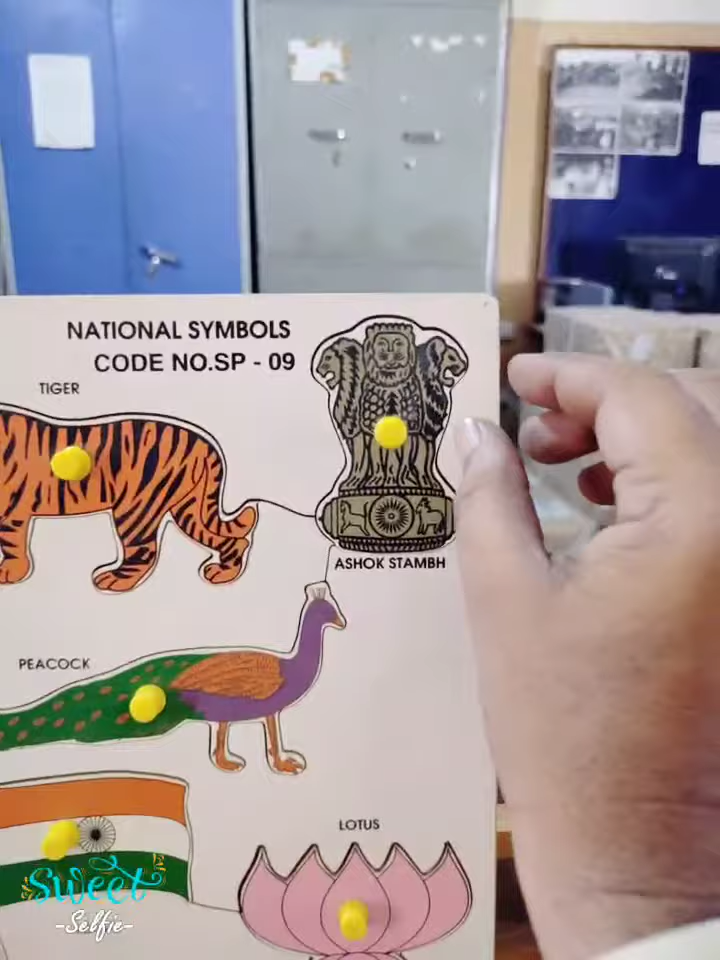 NATIONAL SYMBOLS
CODE NO.SP - 09
TIGER
ASHOK STAMBH
PEACOCK
LOTUS
Sweet
-Selfie-